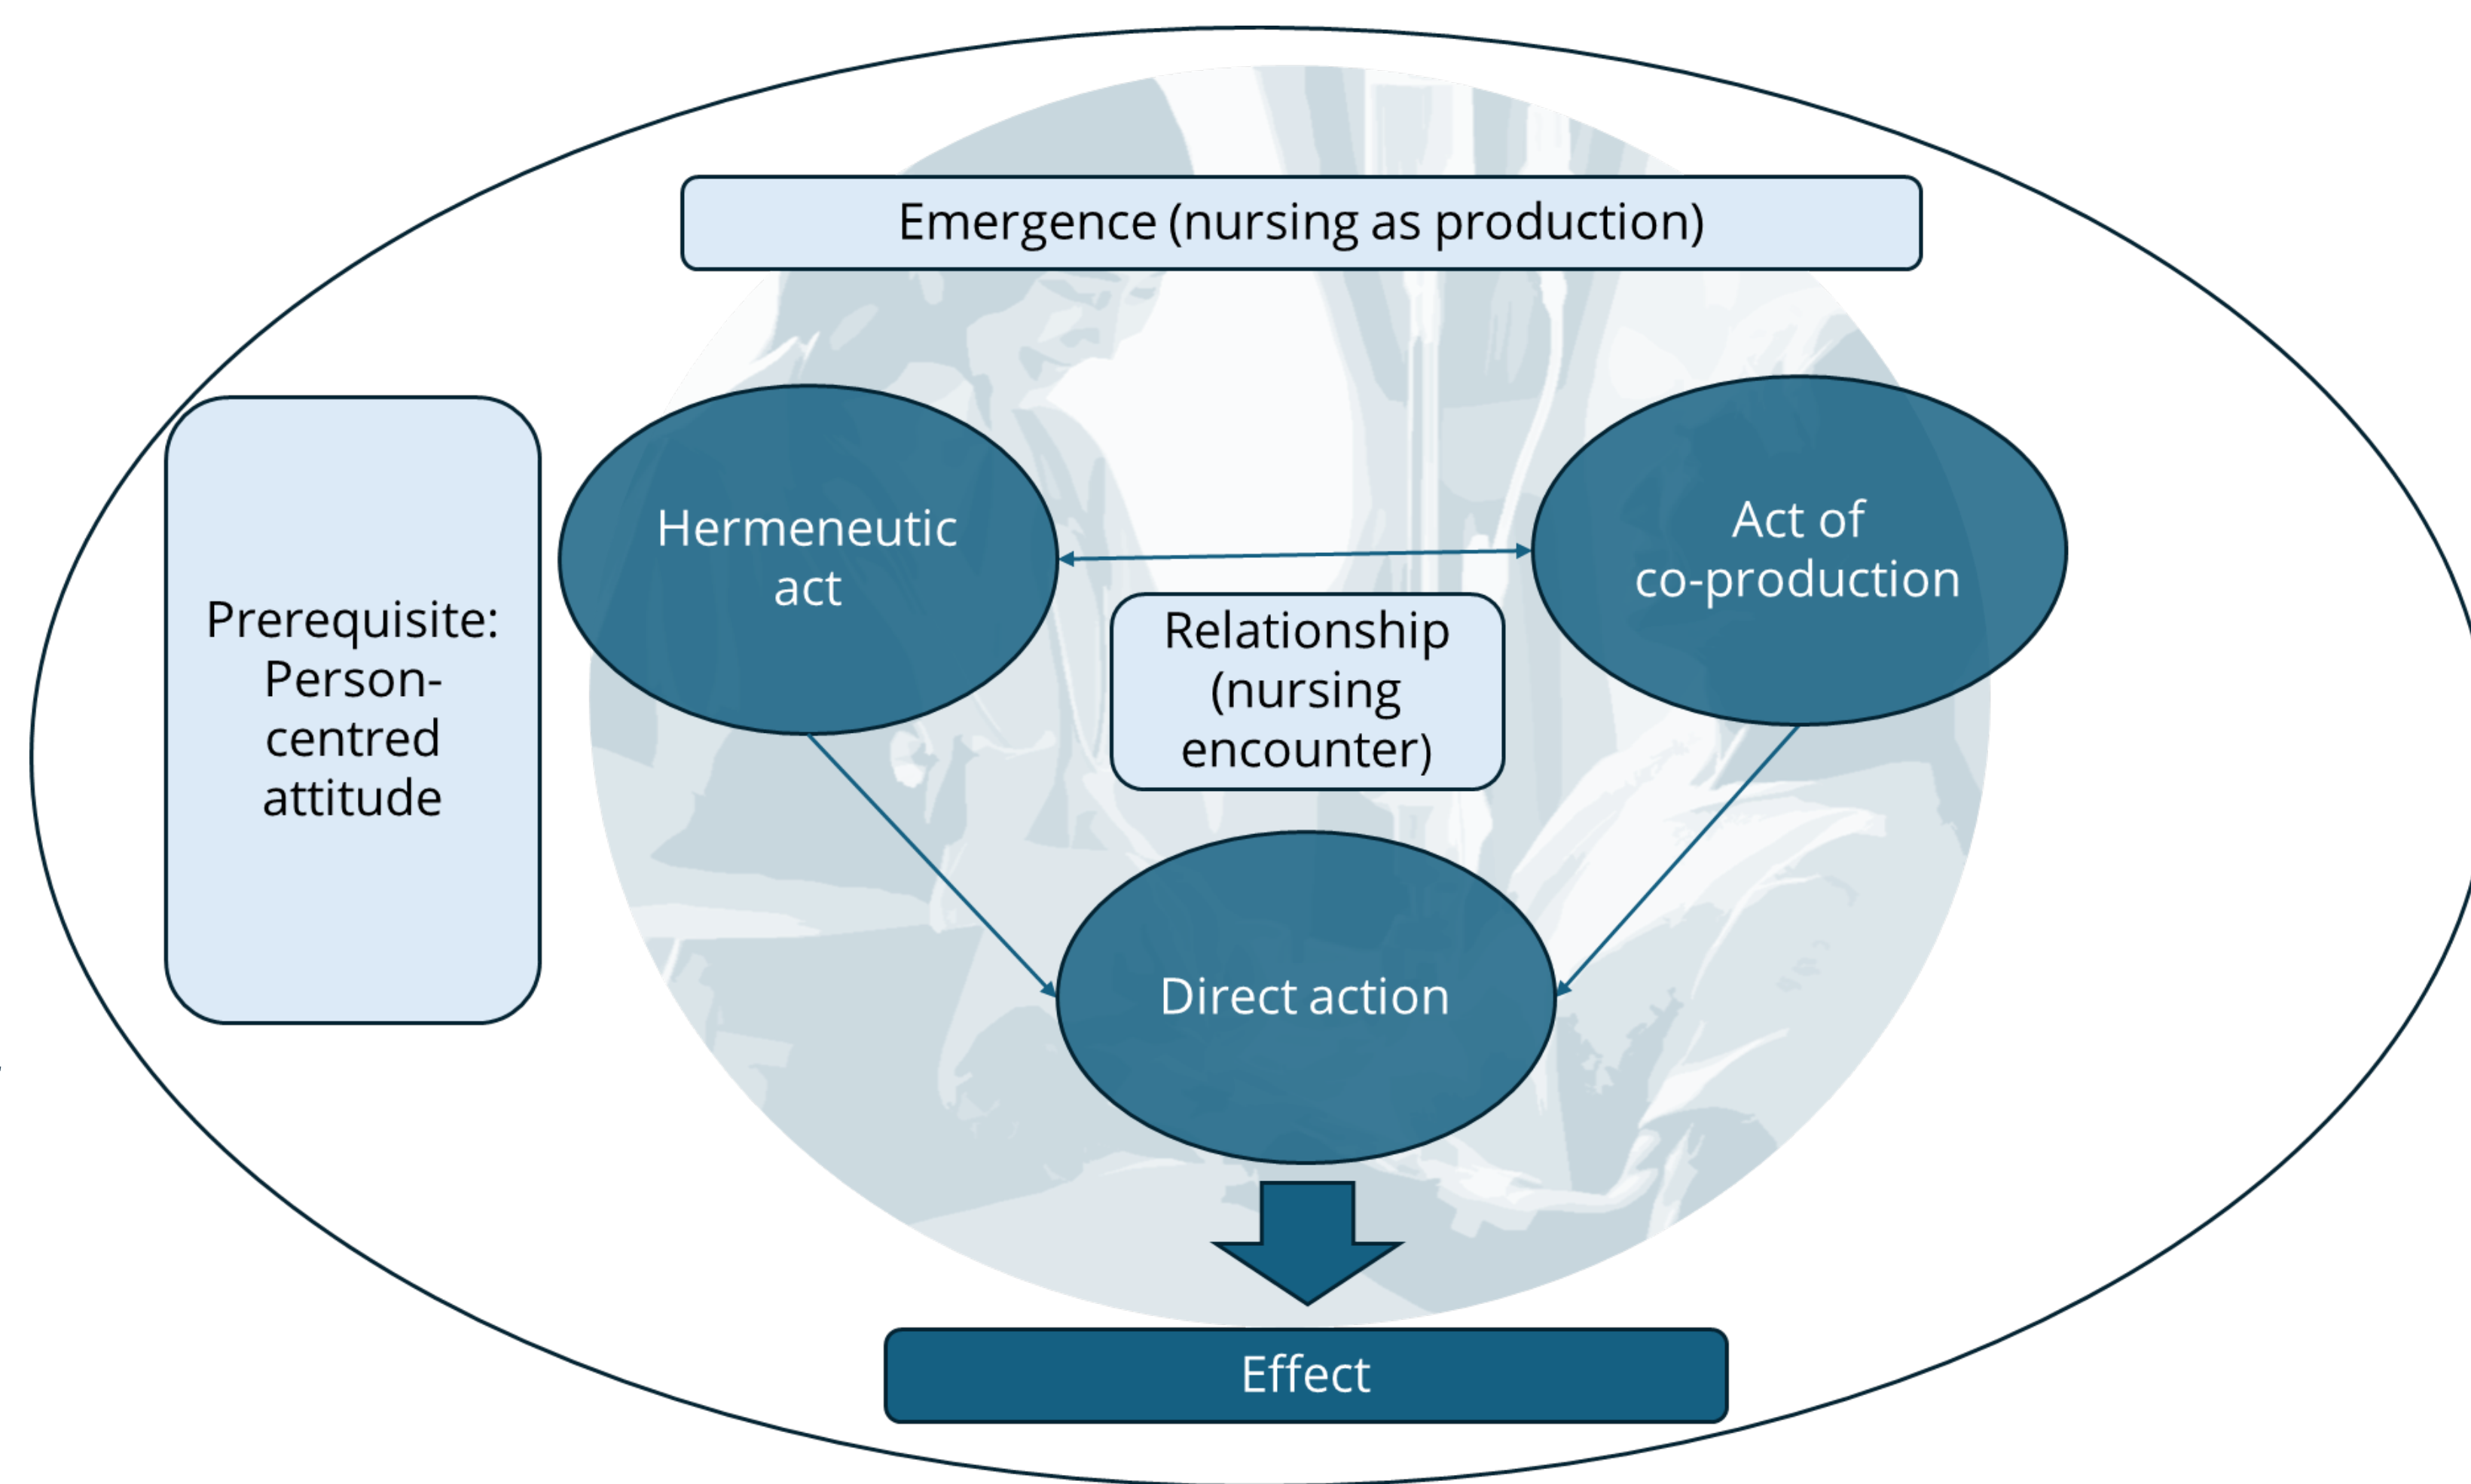 Emergence (nursing as production)
Prerequisite:
Person-
centred
attitude
Hermeneutic
act
Act of
co-production
Relationship
(nursing
encounter)
Direct action
Effect